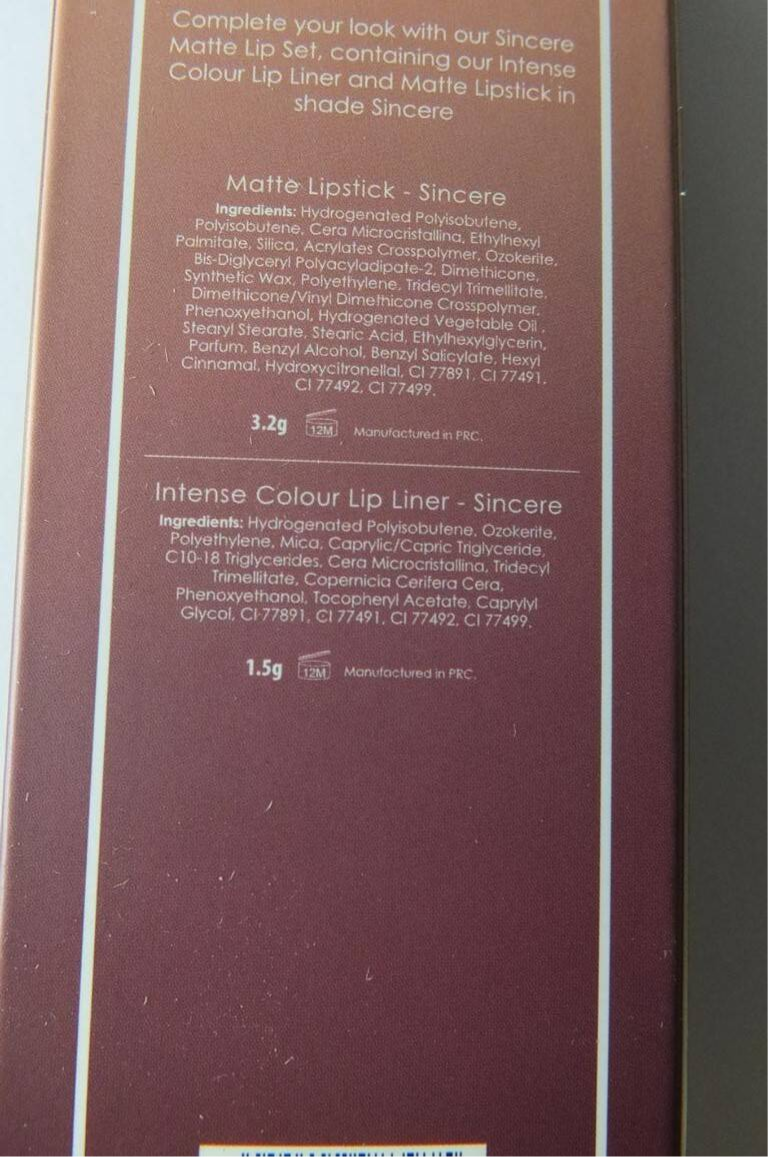 Complete your look with our Sincere
Matte Lip Set, containing our Intense
Colour Lip Liner and Matte Lipstick in
shade Sincere
Matte Lipstick - Sincere
Ingredients: Hydrogenated Polyisobutene,
Polyisobutene, Cera Microcristallina, Ethylhexyl
Palmitate, Silica, Acrylates Crosspolymer, Ozokerite,
Bis-Diglyceryl Polyacyladipate-2, Dimethicone,
Synthetic Wax, Polyethylene, Tridecyl Trimellitate,
Dimethicone/Vinyl Dimethicone Crosspolymer,
Phenoxyethanol, Hydrogenated Vegetable Oil,
Stearyl Stearate, Stearic Acid, Ethylhexylglycerin,
Parfum, Benzyl Alcohol, Benzyl Salicylate, Hexyl
Cinnamal, Hydroxycitronellal, CI 77891, CI 77491,
CI 77492, CI 77499.
3.2g 12M Manufactured in PRC.
Intense Colour Lip Liner - Sincere
Ingredients: Hydrogenated Polyisobutene, Ozokerite,
Polyethylene, Mica, Caprylic/Capric Triglyceride,
C10-18 Triglycerides, Cera Microcristallina, Tridecyl
Trimellitate, Copernicia Cerifera Cera,
Phenoxyethanol, Tocopheryl Acetate, Caprylyl
Glycol, CI 77891, CI 77491, CI 77492, CI 77499.
1.5g 12M Manufactured in PRC.